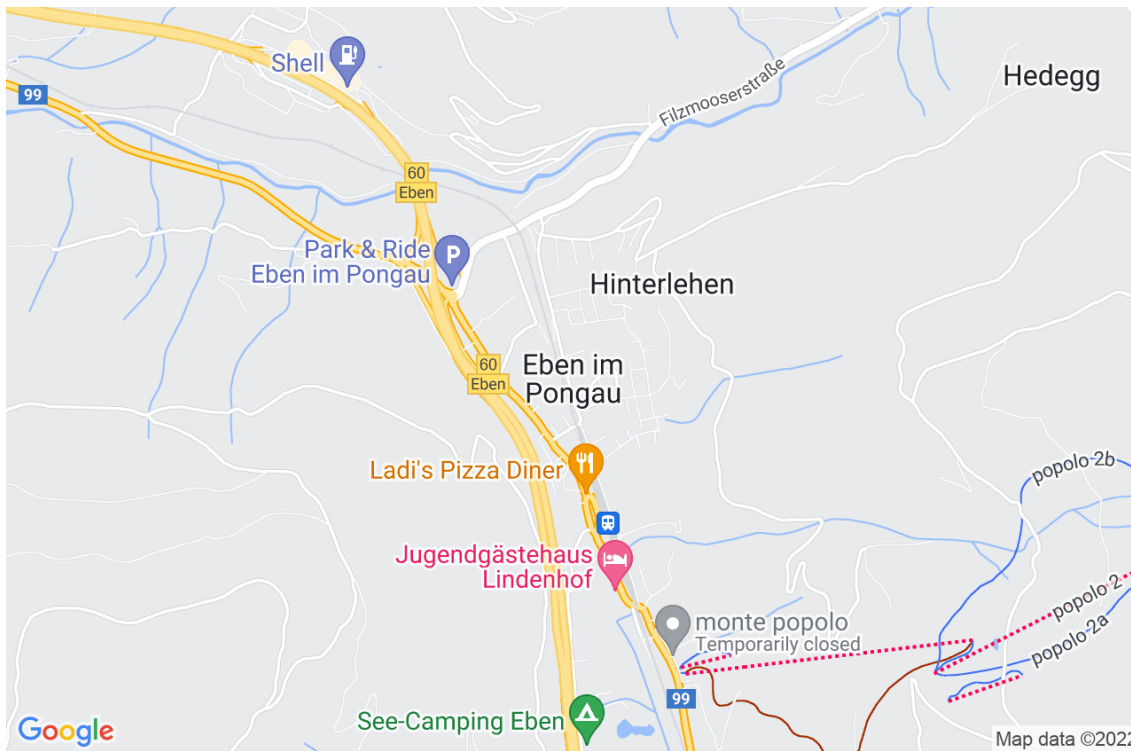 Shell
99
Filzmooserstraße
Hedegg
60
Eben
Park & Ride
Eben im Pongau
P
Hinterlehen
60
Eben
Eben im
Pongau
Ladi's Pizza Diner
popolo 2b
Jugendgästehaus
Lindenhof
popolo 2
popolo 2a
monte popolo
Temporarily closed
99
See-Camping Eben
Google
Map data ©2022